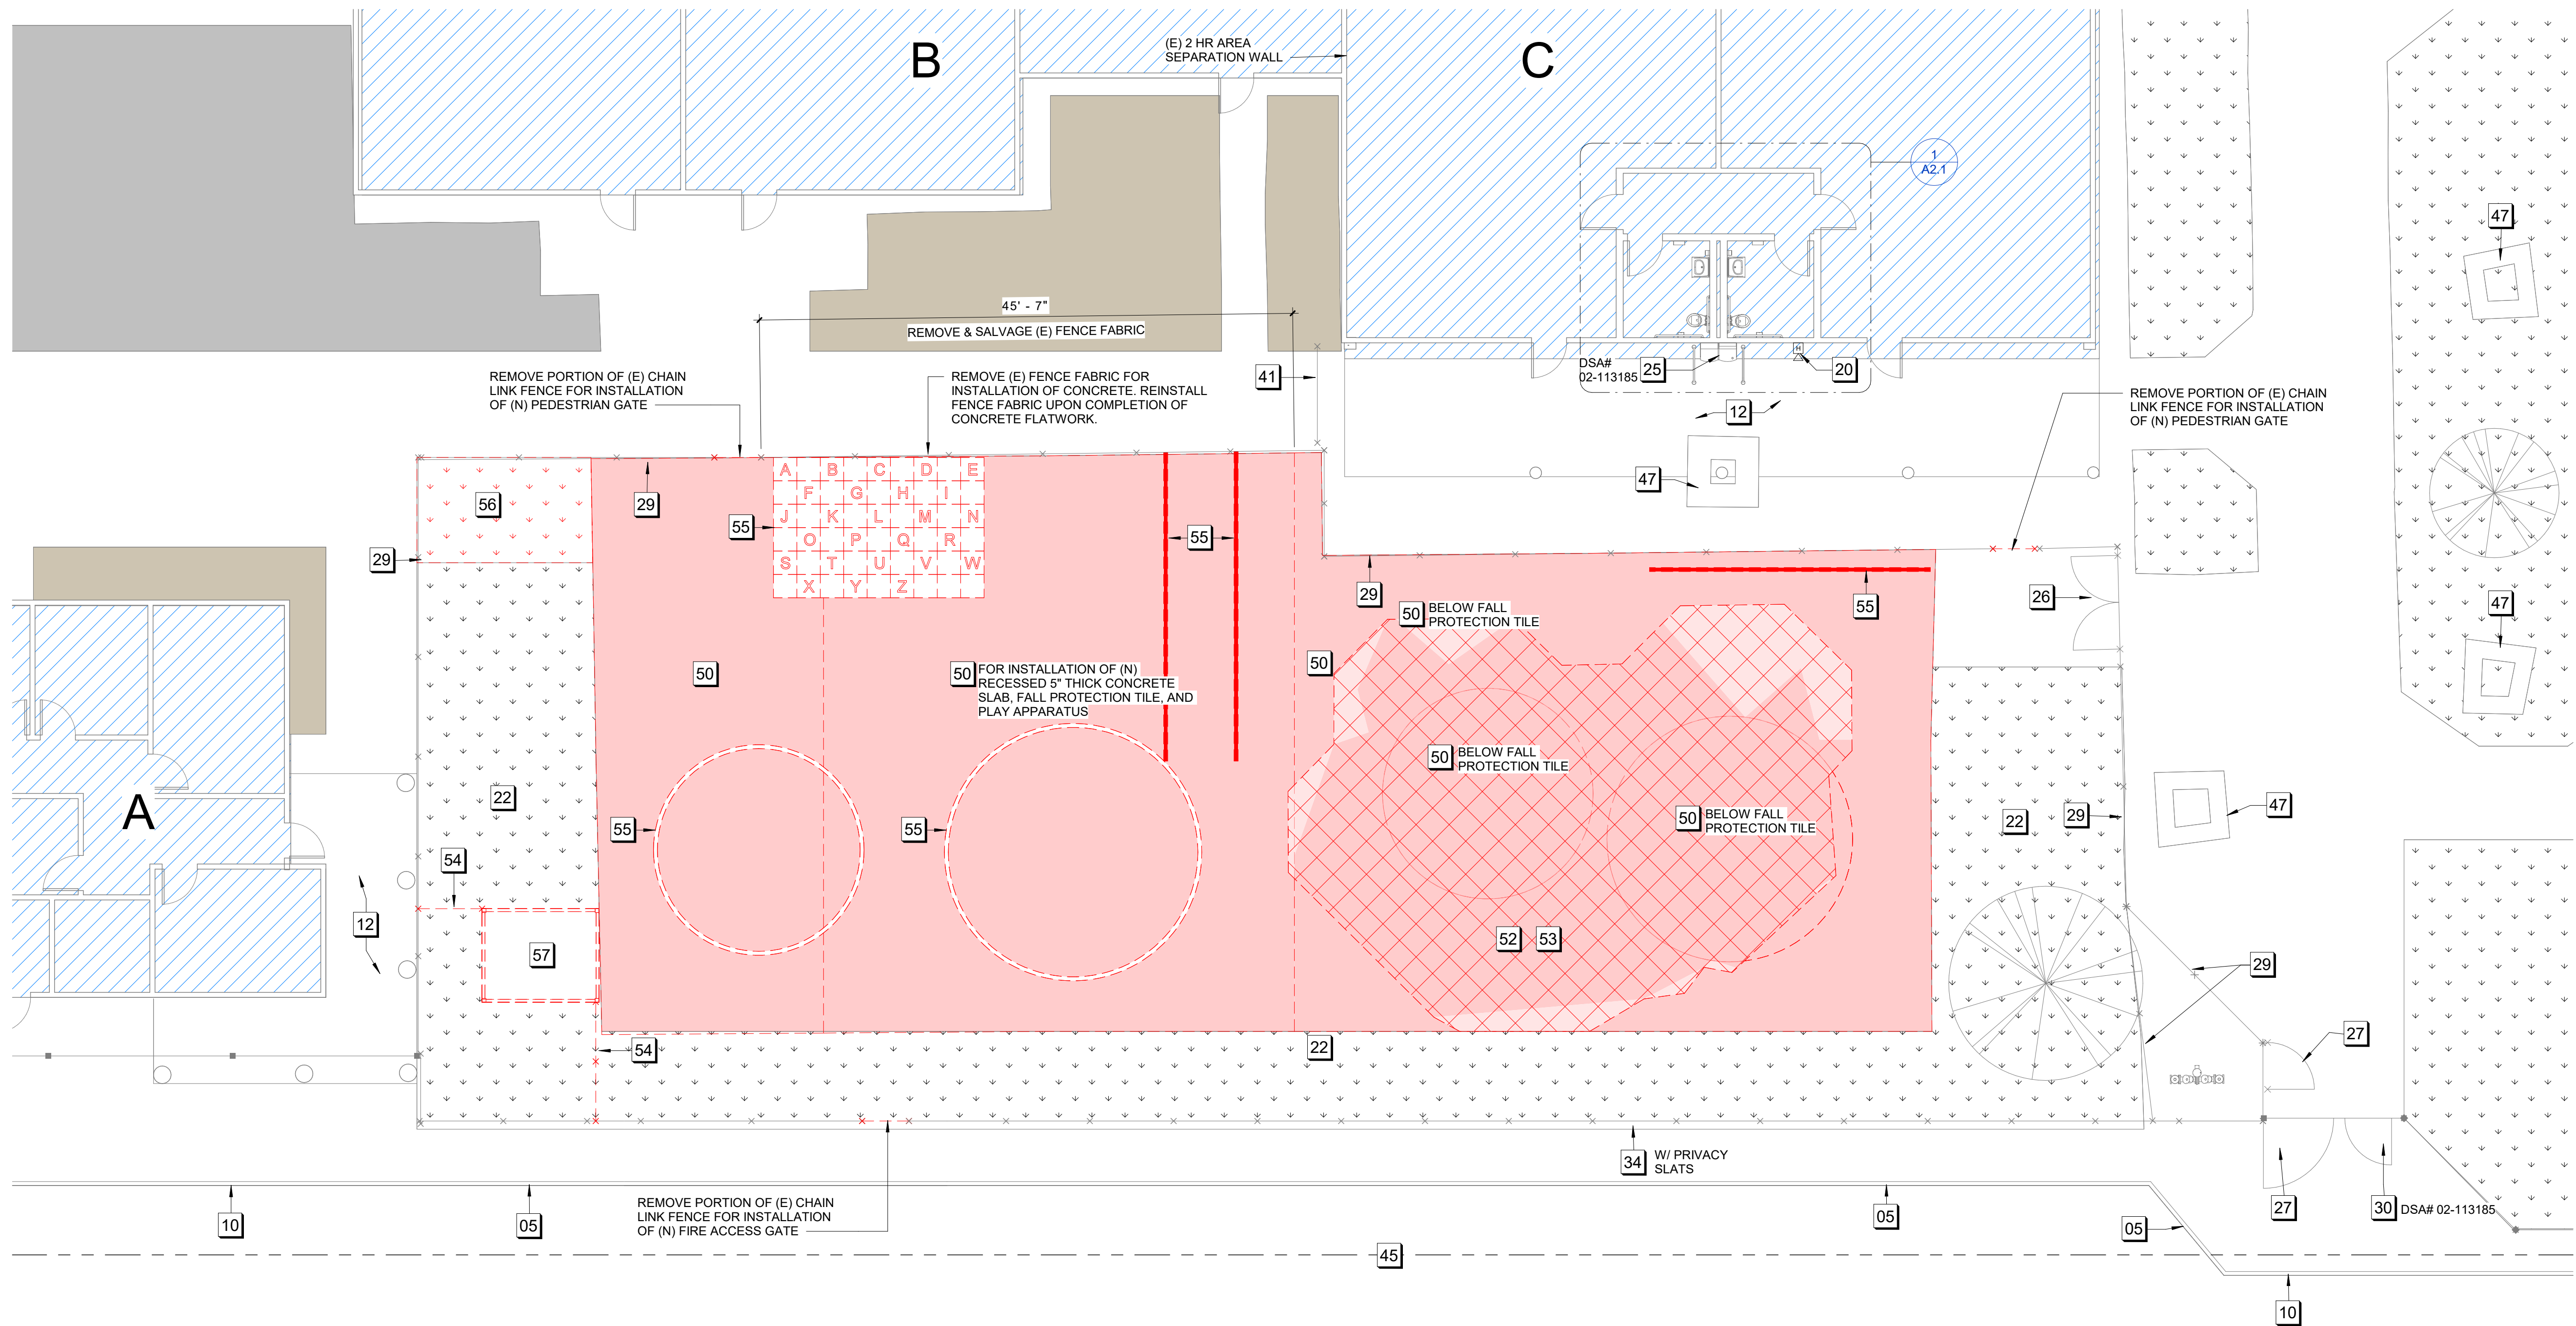 B
(E) 2 HR AREA
SEPARATION WALL
C
1
A2.1
47
45' - 7"
REMOVE & SALVAGE (E) FENCE FABRIC
REMOVE PORTION OF (E) CHAIN
LINK FENCE FOR INSTALLATION
OF (N) PEDESTRIAN GATE
REMOVE (E) FENCE FABRIC FOR
INSTALLATION OF CONCRETE. REINSTALL
FENCE FABRIC UPON COMPLETION OF
CONCRETE FLATWORK.
41
DSA#
02-113185
25
H
20
12
REMOVE PORTION OF (E) CHAIN
LINK FENCE FOR INSTALLATION
OF (N) PEDESTRIAN GATE
47
56
29
A B C D E
F G H I
J K L M N
O P Q R
S T U V W
X Y Z
55
55
29
29
55
26
47
50 BELOW FALL
PROTECTION TILE
50
50 FOR INSTALLATION OF (N)
RECESSED 5" THICK CONCRETE
SLAB, FALL PROTECTION TILE, AND
PLAY APPARATUS
50
50 BELOW FALL
PROTECTION TILE
50 BELOW FALL
PROTECTION TILE
A
22
55
55
22
29
47
54
12
57
52 53
29
54
22
27
34 W/ PRIVACY
SLATS
REMOVE PORTION OF (E) CHAIN
LINK FENCE FOR INSTALLATION
OF (N) FIRE ACCESS GATE
10
05
05
05
27
30 DSA# 02-113185
45
10